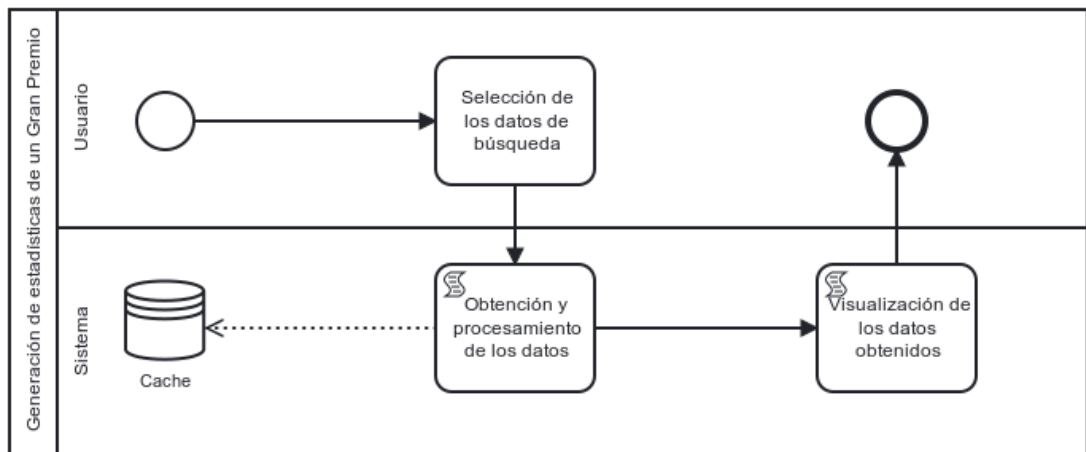 Generación de estadísticas de un Gran Premio
Usuario
Selección de
los datos de
búsqueda
Sistema
Cache
Obtención y
procesamiento
de los datos
Visualización de
los datos
obtenidos